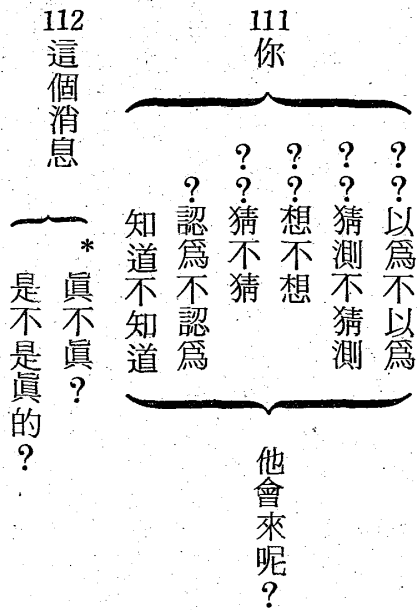 111
你
??以為不以為
??猜測不猜測
??想不想
??猜不猜
?認爲不認爲
知道不知道
他會來呢?
112
這個消息
*眞不眞?
是不是眞的?